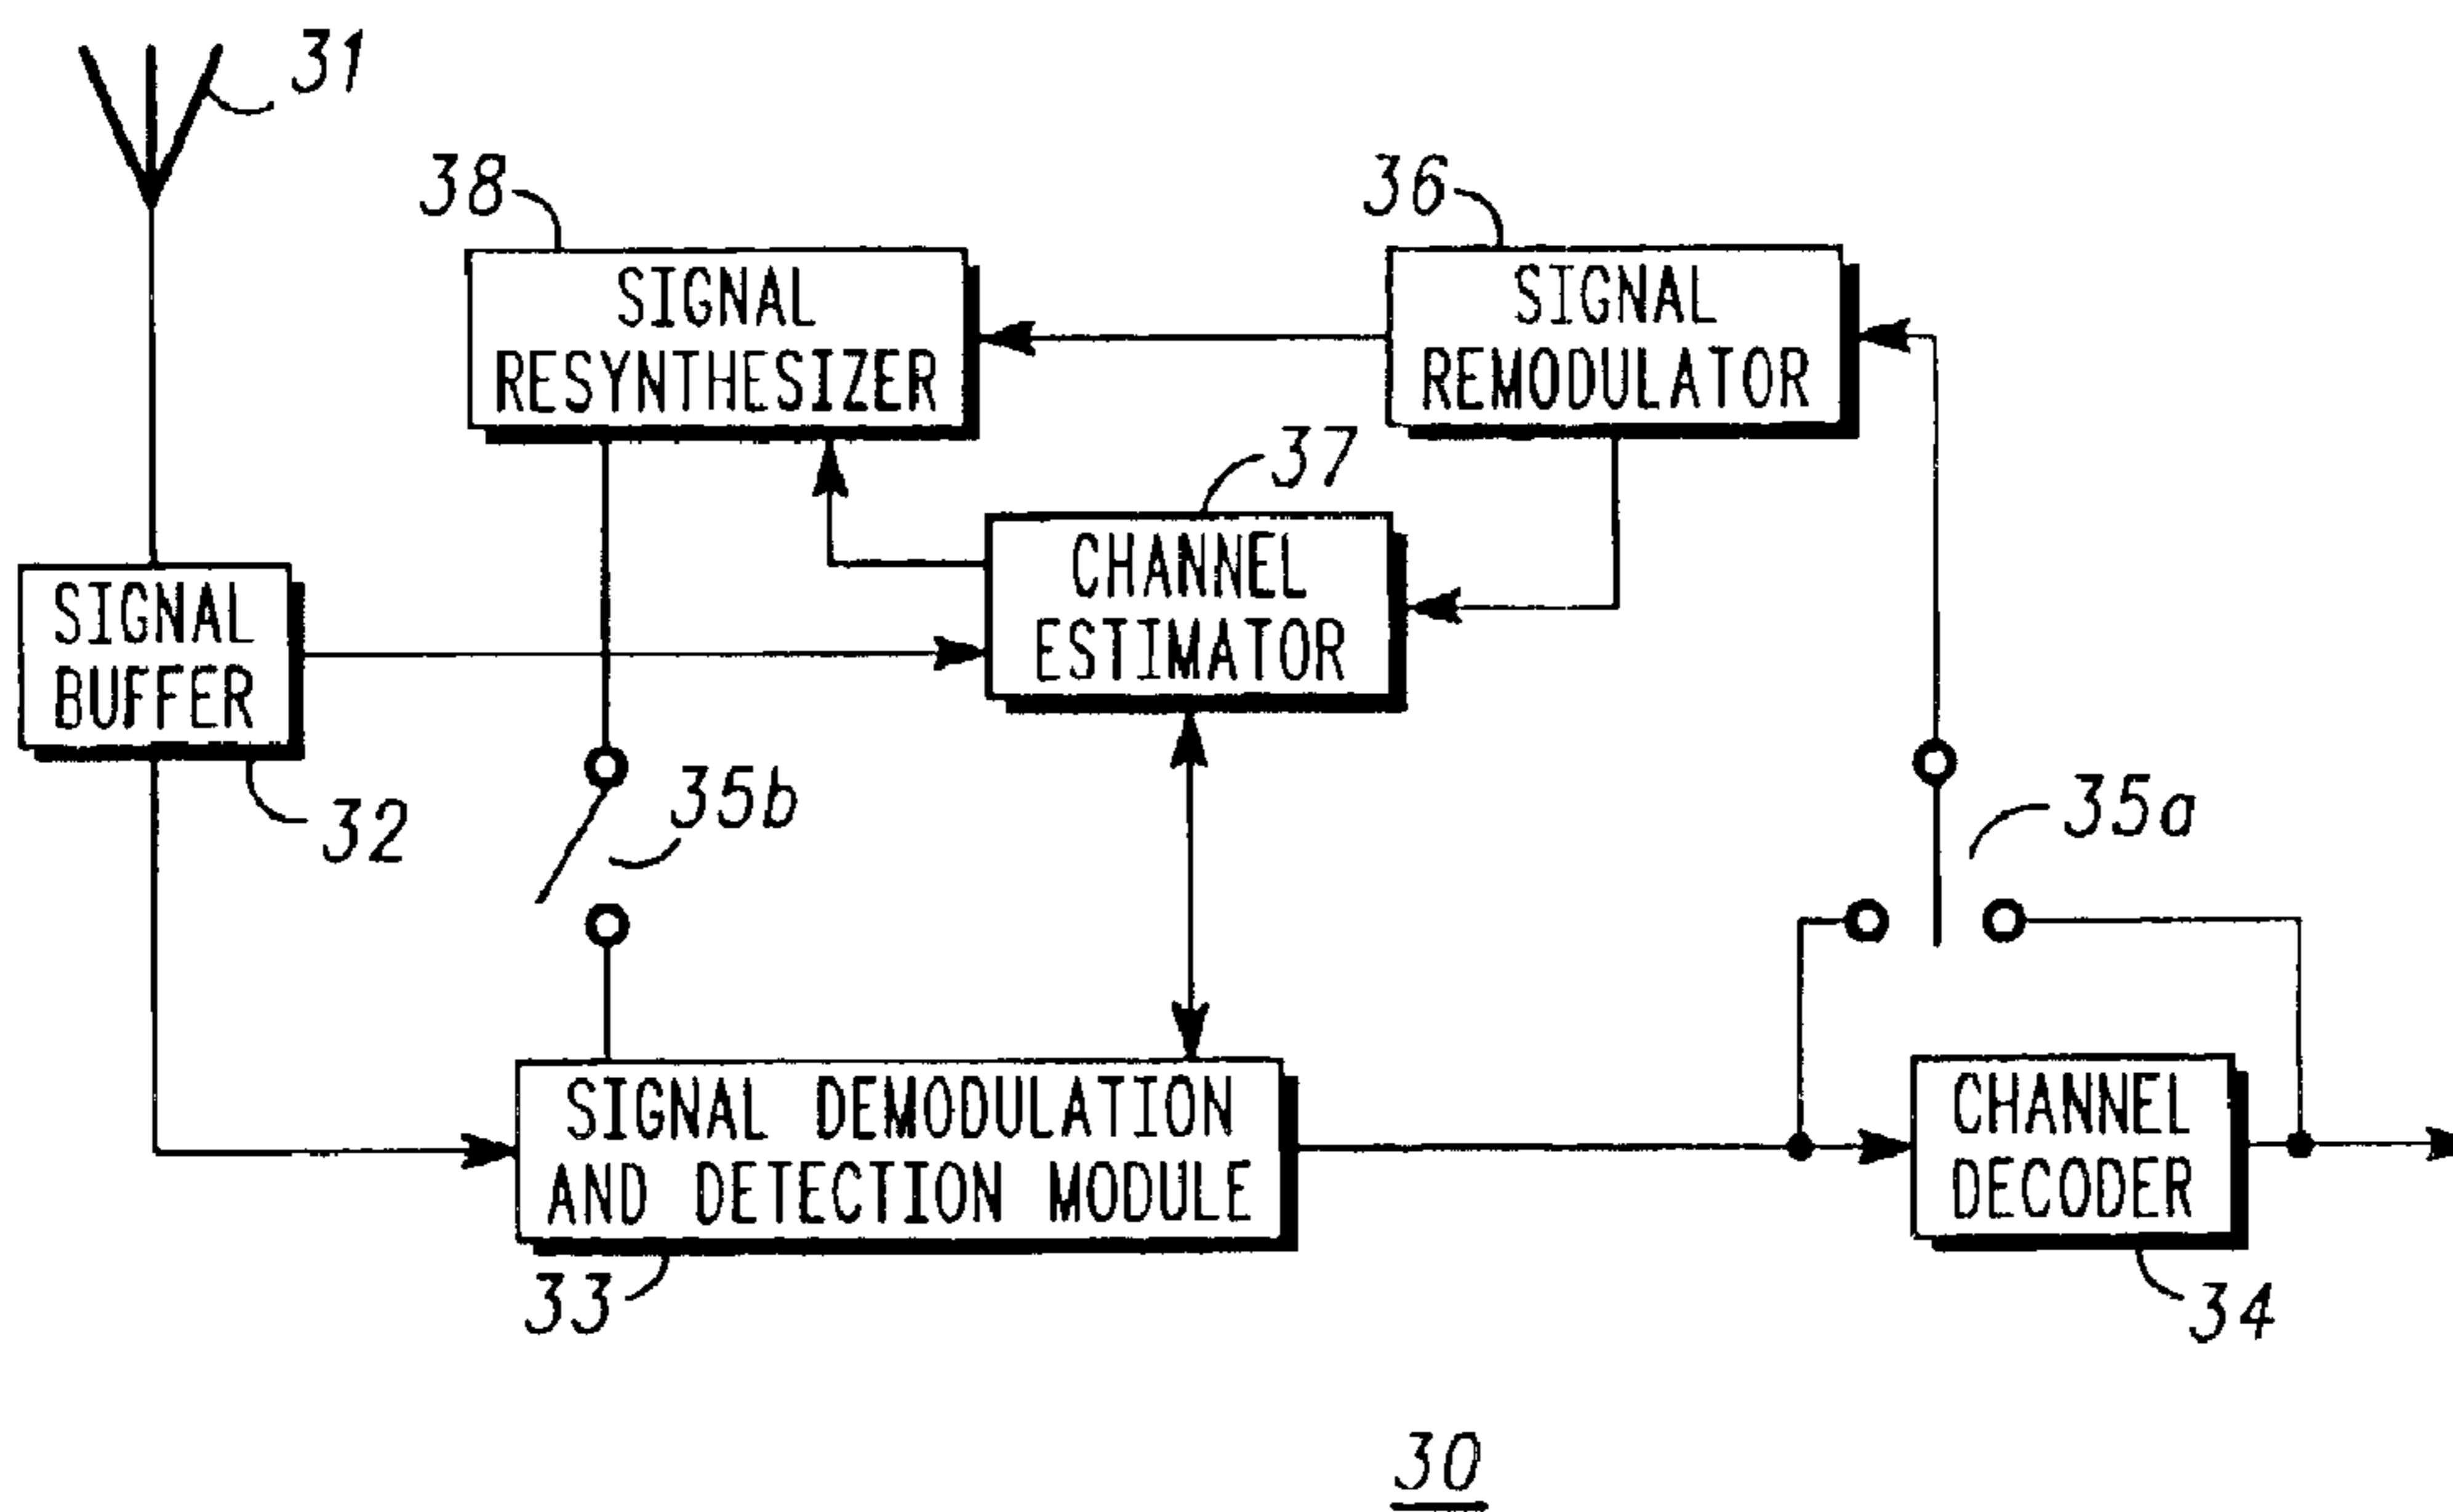 31
38
36
SIGNAL
RESYNTHESIZER
SIGNAL
REMODULATOR
37
CHANNEL
ESTIMATOR
SIGNAL
BUFFER
32
35b
35a
SIGNAL DEMODULATION
AND DETECTION MODULE
CHANNEL
DECODER
33
34
30